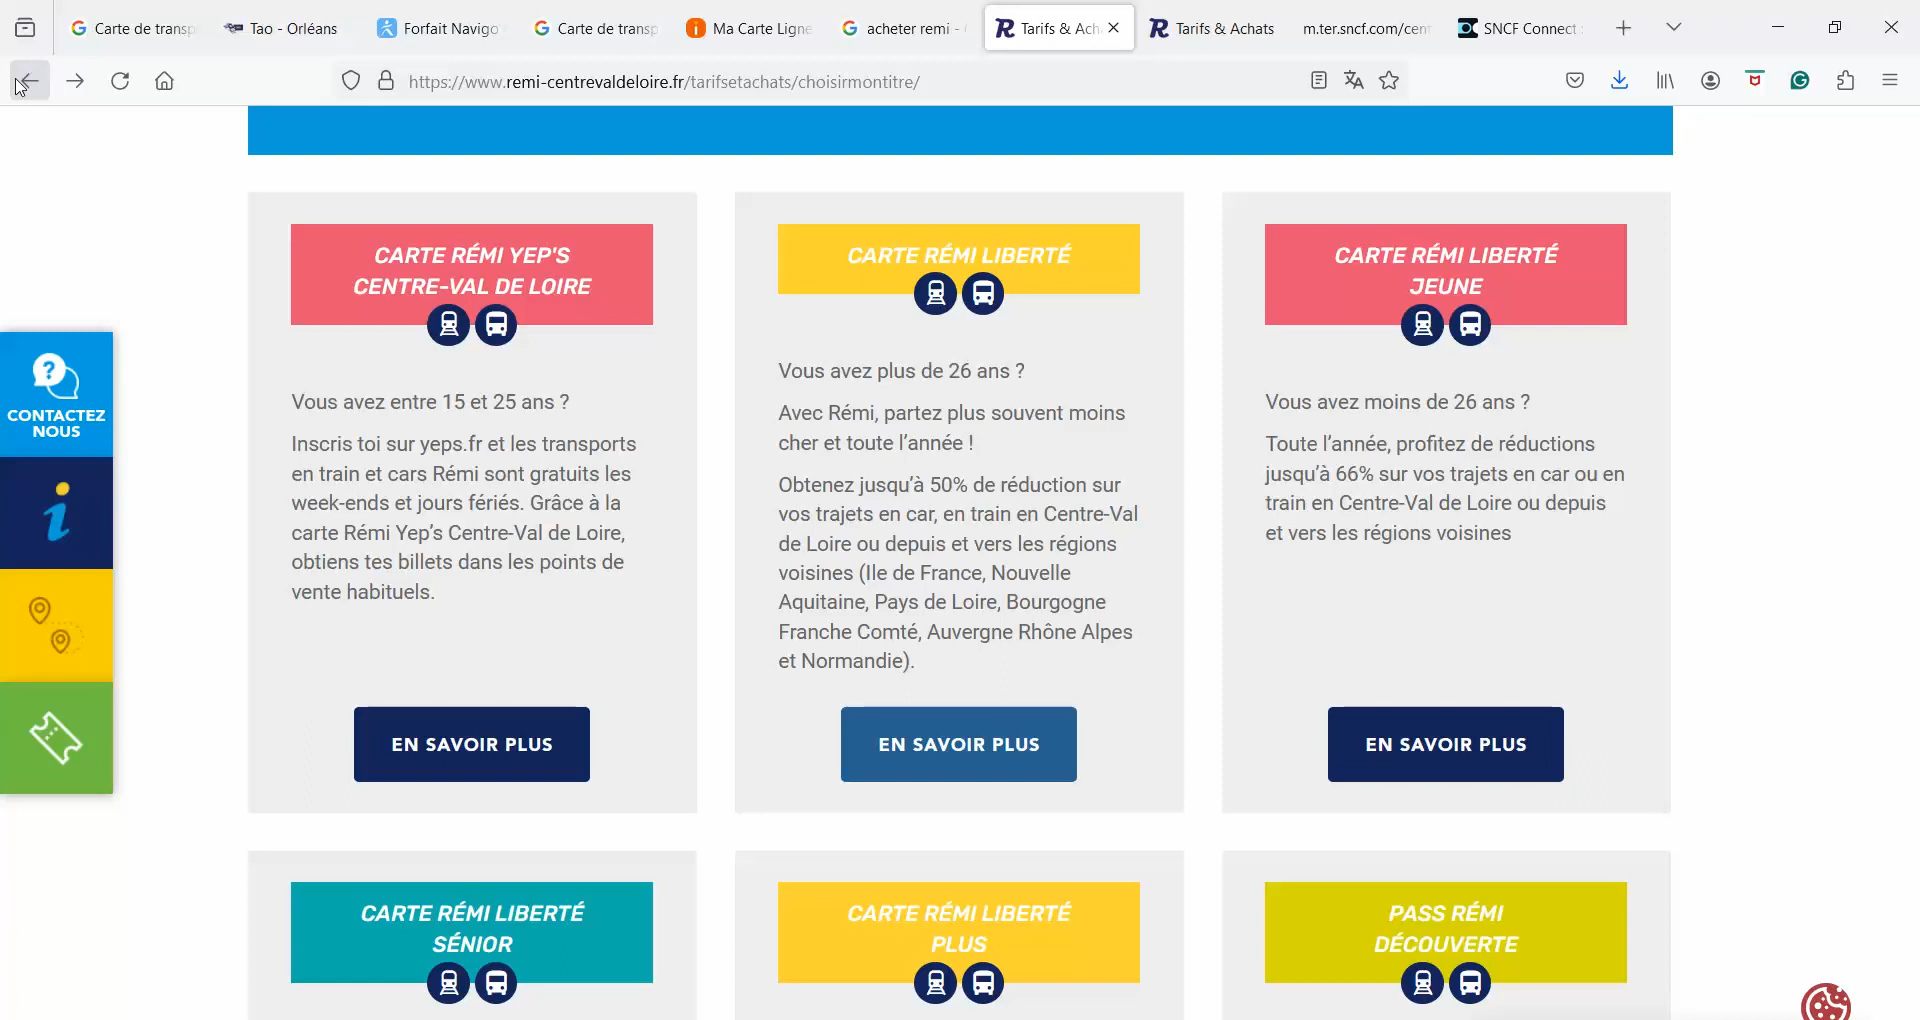 Carte de transp
Tao - Orléans
Forfait Navigo
Carte de transp
Ma Carte Ligne
acheter remi -
Tarifs & Ach
Tarifs & Achats
m.ter.sncf.com/cent
SNCF Connect :
https://www.remi-centrevaldeloire.fr/tarifsetachats/choisirmontitre/
CONTACTEZ
NOUS
CARTE RÉMI YEP'S
CENTRE-VAL DE LOIRE
Vous avez entre 15 et 25 ans ?
Inscris toi sur yeps.fr et les transports
en train et cars Rémi sont gratuits les
week-ends et jours fériés. Grâce à la
carte Rémi Yep's Centre-Val de Loire,
obtiens tes billets dans les points de
vente habituels.
EN SAVOIR PLUS
CARTE RÉMI LIBERTÉ
Vous avez plus de 26 ans ?
Avec Rémi, partez plus souvent moins
cher et toute l'année !
Obtenez jusqu'à 50% de réduction sur
vos trajets en car, en train en Centre-Val
de Loire ou depuis et vers les régions
voisines (Ile de France, Nouvelle
Aquitaine, Pays de Loire, Bourgogne
Franche Comté, Auvergne Rhône Alpes
et Normandie).
EN SAVOIR PLUS
CARTE RÉMI LIBERTÉ
JEUNE
Vous avez moins de 26 ans ?
Toute l'année, profitez de réductions
jusqu'à 66% sur vos trajets en car ou en
train en Centre-Val de Loire ou depuis
et vers les régions voisines
EN SAVOIR PLUS
CARTE RÉMI LIBERTÉ
SÉNIOR
CARTE RÉMI LIBERTÉ
PLUS
PASS RÉMI
DÉCOUVERTE